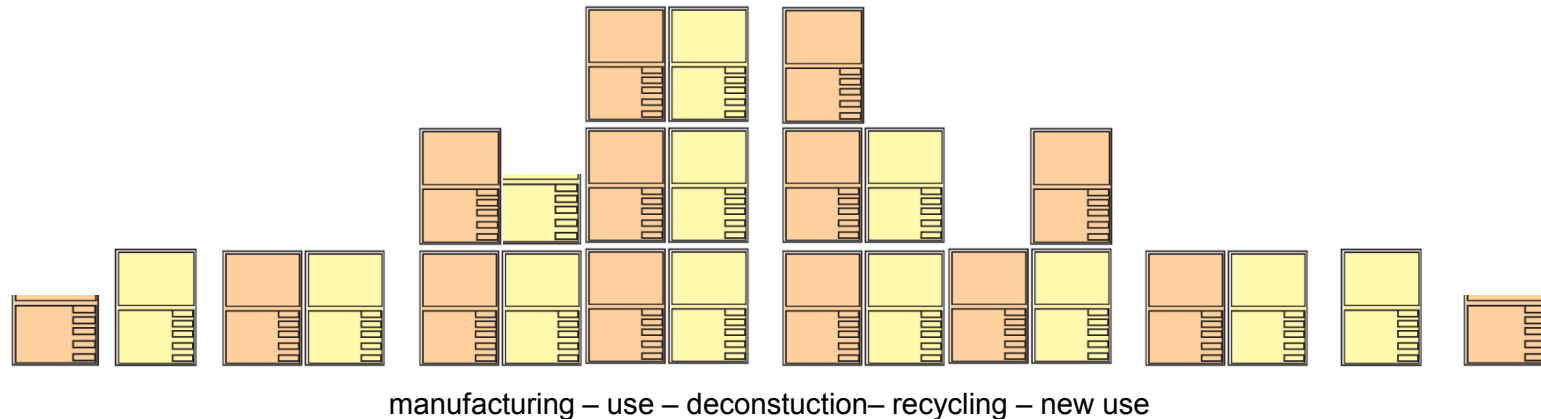 manufacturing – use – deconstuction– recycling – new use